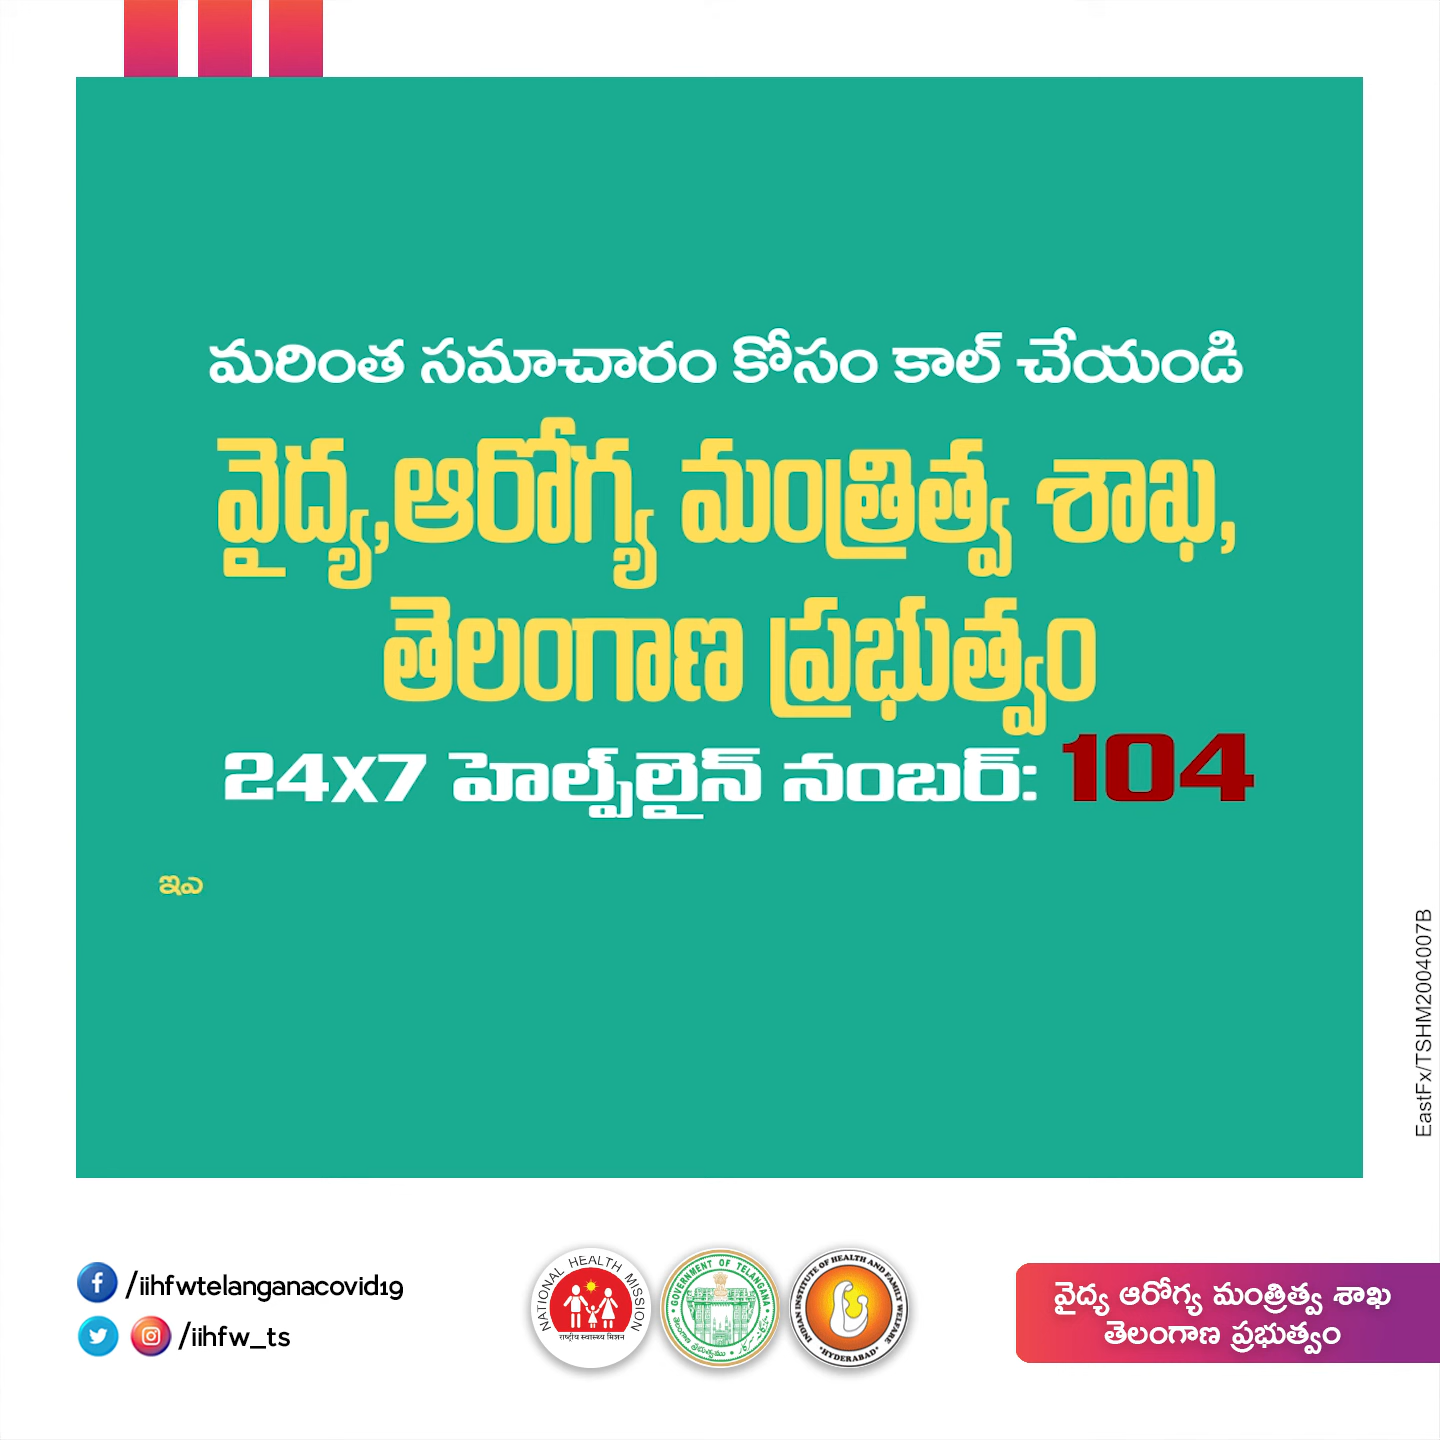 మరింత సమాచారం కోసం కాల్ చేయండి
వైద్య,ఆరోగ్య మంత్రిత్వ శాఖ,
తెలంగాణ ప్రభుత్వం
24X7 హెల్ప్‌లైన్ నంబర్: 104
ఇఎ
EastFx/TSHM2004007B
/iihfwtelanganacovid19
/iihfw_ts
NATIONAL HEALTH MISSION
राष्ट्रीय स्वास्थ्य मिशन
GOVERNMENT OF TELANGANA
INDIAN INSTITUTE OF HEALTH AND FAMILY WELFARE
HYDERABAD
వైద్య ఆరోగ్య మంత్రిత్వ శాఖ
తెలంగాణ ప్రభుత్వం